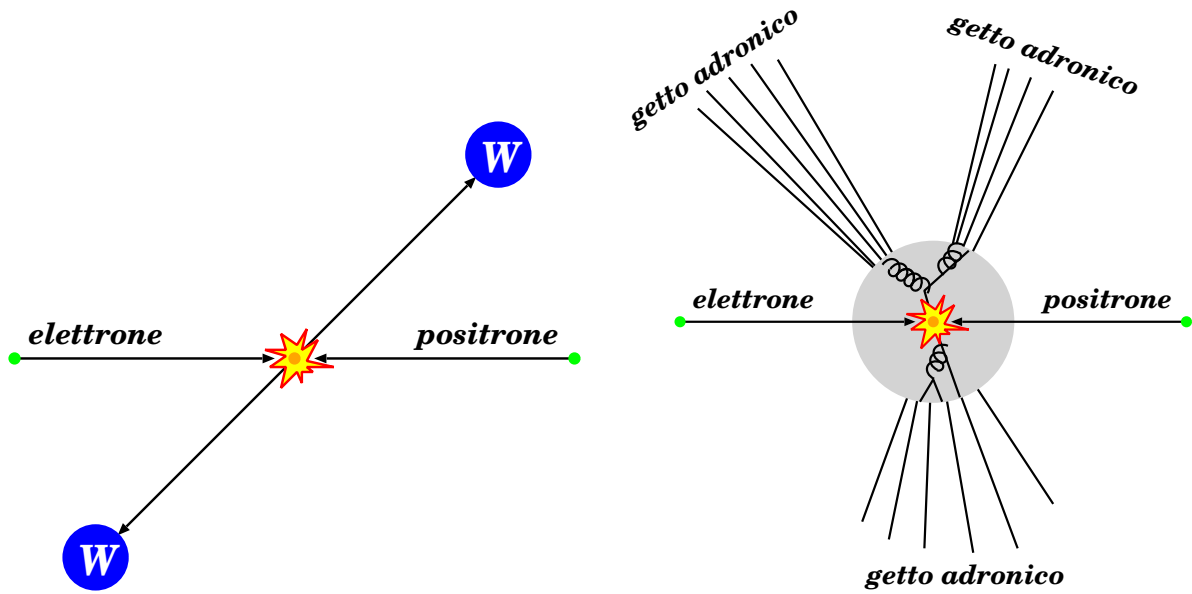 W
elettrone
positrone
W
getto adronico
getto adronico
elettrone
positrone
getto adronico